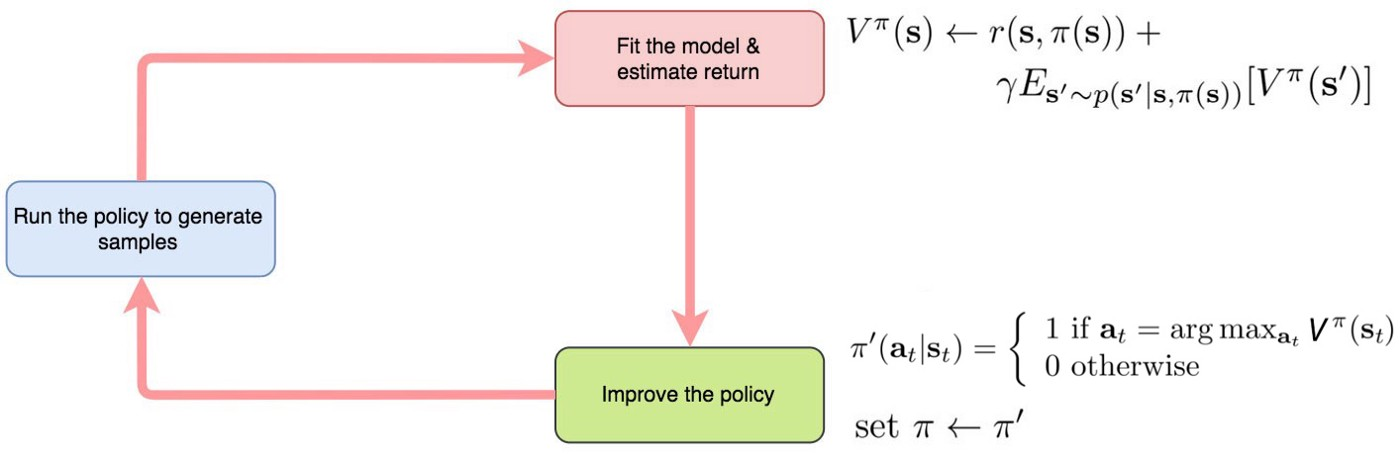 Fit the model &
estimate return
V^π(s) ← r(s, π(s)) +
γE_{s′∼p(s′|s,π(s))}[V^π(s′)]
Run the policy to generate
samples
Improve the policy
π′(a_t|s_t) = { 1 if a_t = arg max_{a_t} V^π(s_t)
0 otherwise
set π ← π′